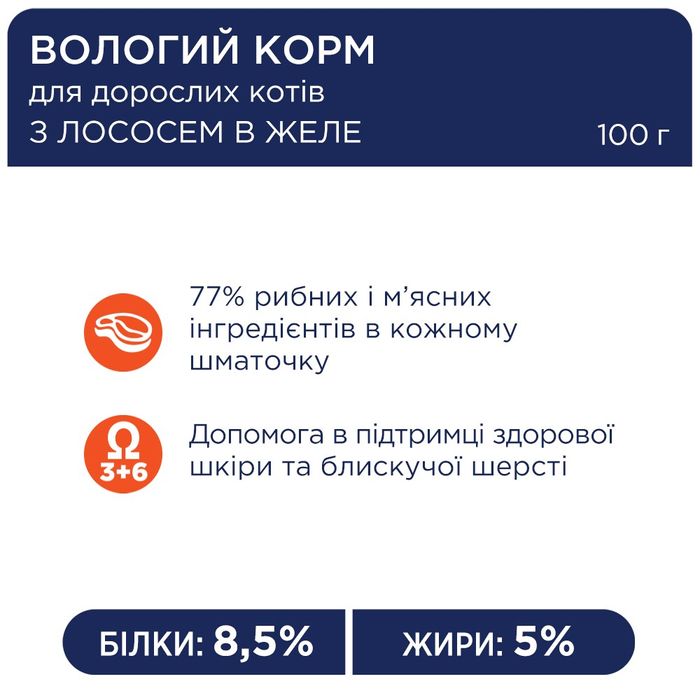 ВОЛОГИЙ КОРМ
для дорослих котів
З ЛОСОСЕМ В ЖЕЛЕ
100 г
77% рибних і м’ясних
інгредієнтів в кожному
шматочку
Ω
3+6
Допомога в підтримці здорової
шкіри та блискучої шерсті
БІЛКИ: 8,5%
ЖИРИ: 5%